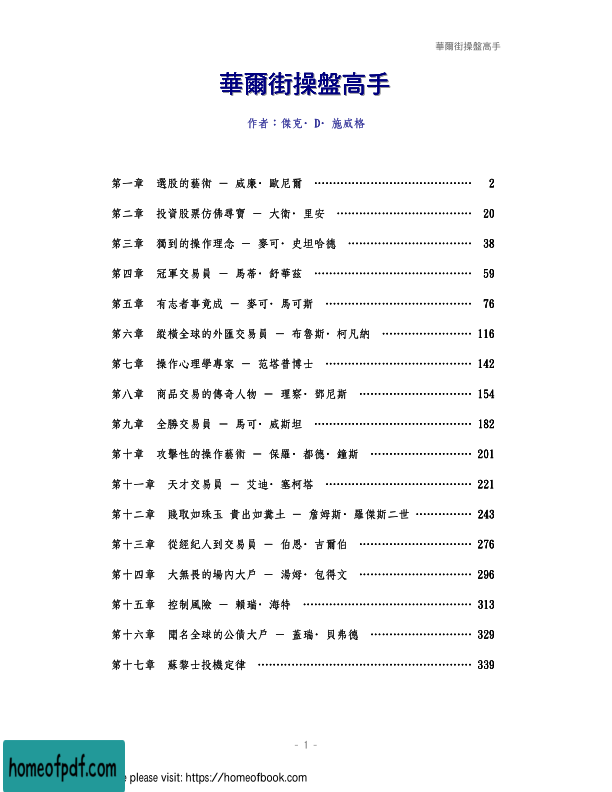 華爾街操盤高手
華爾街操盤高手
作者：傑克· D· 施威格
第一章 選股的藝術 － 威廉· 歐尼爾 …………………………………… 2
第二章 投資股票仿佛尋寶 － 大衛· 里安 ……………………………… 20
第三章 獨到的操作理念 － 麥可· 史坦哈德 …………………………… 38
第四章 冠軍交易員 － 馬蒂· 舒華茲 …………………………………… 59
第五章 有志者事竟成 － 麥可· 馬可斯 ………………………………… 76
第六章 縱橫全球的外匯交易員 － 布魯斯· 柯凡納 …………………… 116
第七章 操作心理學專家 － 范塔普博士 ………………………………… 142
第八章 商品交易的傳奇人物 － 理察· 鄧尼斯 ………………………… 154
第九章 全勝交易員 － 馬可· 威斯坦 …………………………………… 182
第十章 攻擊性的操作藝術 － 保羅· 都德· 鐘斯 ……………………… 201
第十一章 天才交易員 － 艾迪· 塞柯塔 ………………………………… 221
第十二章 賤取如珠玉 貴出如糞土 － 詹姆斯· 羅傑斯二世 …………… 243
第十三章 從經紀人到交易員 － 伯恩· 吉爾伯 ………………………… 276
第十四章 大無畏的場內大戶 － 湯姆· 包得文 ………………………… 296
第十五章 控制風險 － 賴瑞· 海特 ……………………………………… 313
第十六章 聞名全球的公債大戶 － 蓋瑞· 貝弗德 ……………………… 329
第十七章 蘇黎士投機定律 ……………………………………………… 339
- 1 -
homeofpdf.com
please visit: https://homeofbook.com